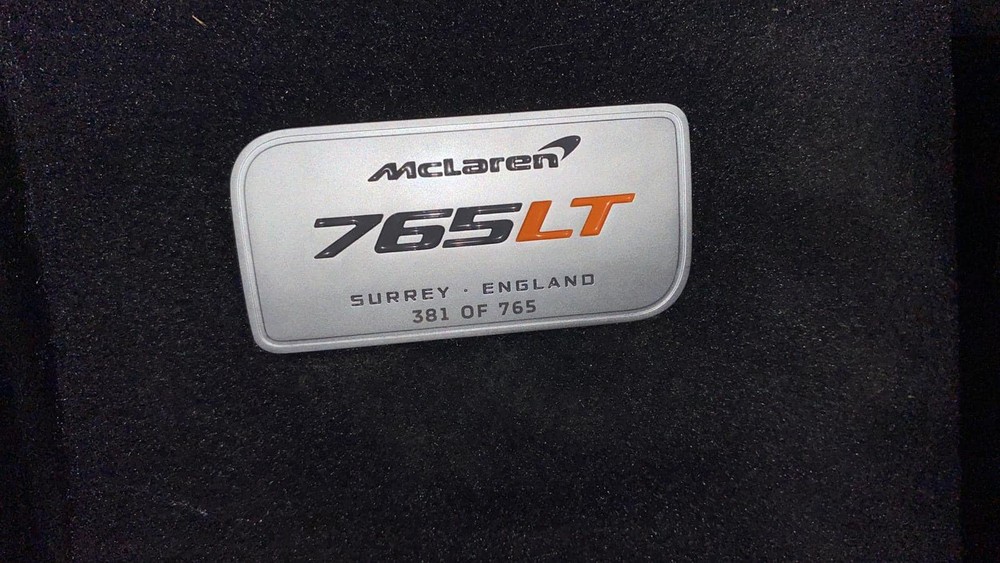 McLaren
765LT
SURREY · ENGLAND
381 OF 765